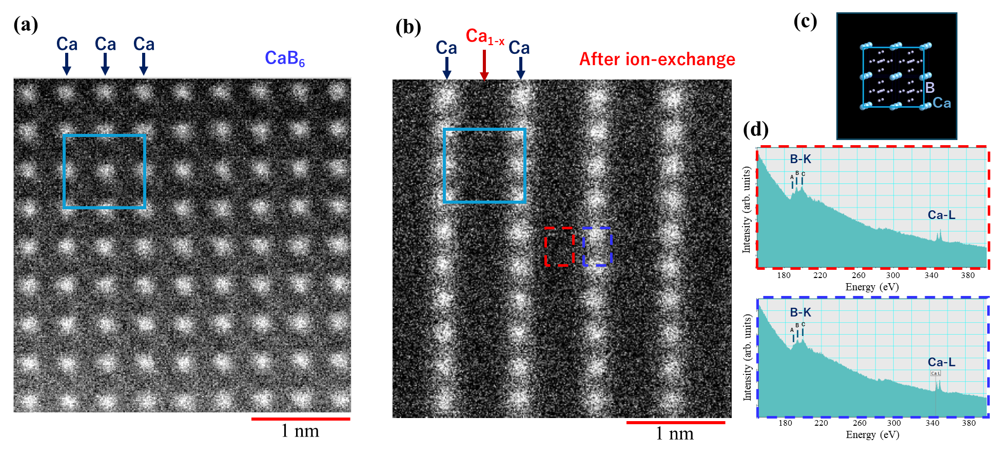 (a)
Ca Ca Ca
CaB6
1 nm
(b)
Ca Ca1-x Ca
After ion-exchange
1 nm
(c)
B
Ca
(d)
B-K
A B C
Ca-L
Intensity (arb. units)
180 220 260 300 340 380
Energy (eV)
B-K
A B C
Ca-L
Ca L
Intensity (arb. units)
180 220 260 300 340 380
Energy (eV)